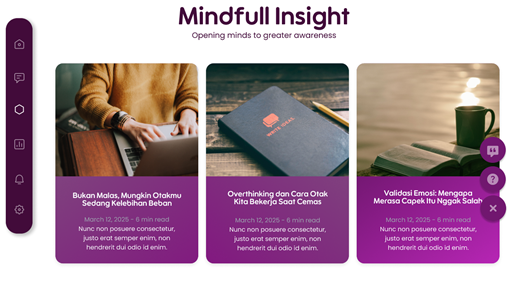 Mindfull Insight
Opening minds to greater awareness
WRITE IDEAS
Bukan Malas, Mungkin Otakmu
Sedang Kelebihan Beban
March 12, 2025 - 6 min read
Nunc non posuere consectetur,
justo erat semper enim, non
hendrerit dui odio id enim.
Overthinking dan Cara Otak
Kita Bekerja Saat Cemas
March 12, 2025 - 6 min read
Nunc non posuere consectetur,
justo erat semper enim, non
hendrerit dui odio id enim.
Validasi Emosi: Mengapa
Merasa Capek Itu Nggak Salah
March 12, 2025 - 6 min read
Nunc non posuere consectetur,
justo erat semper enim, non
hendrerit dui odio id enim.